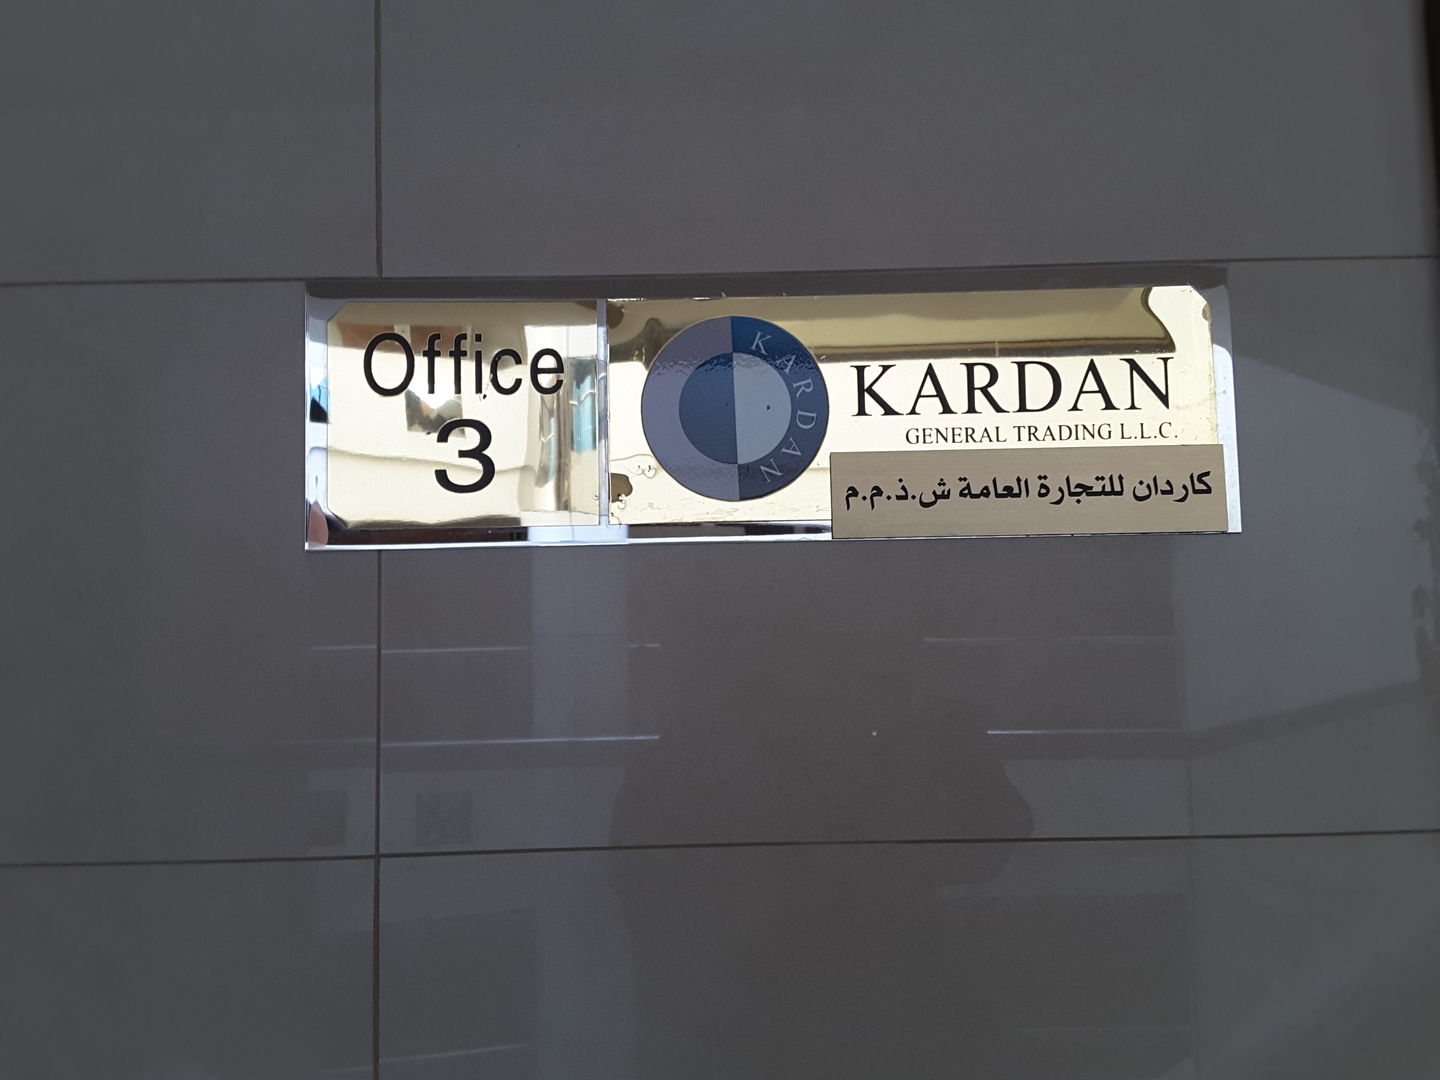 Office
3
KARDAN
KARDAN
GENERAL TRADING L.L.C.
كاردان للتجارة العامة ش.ذ.م.م